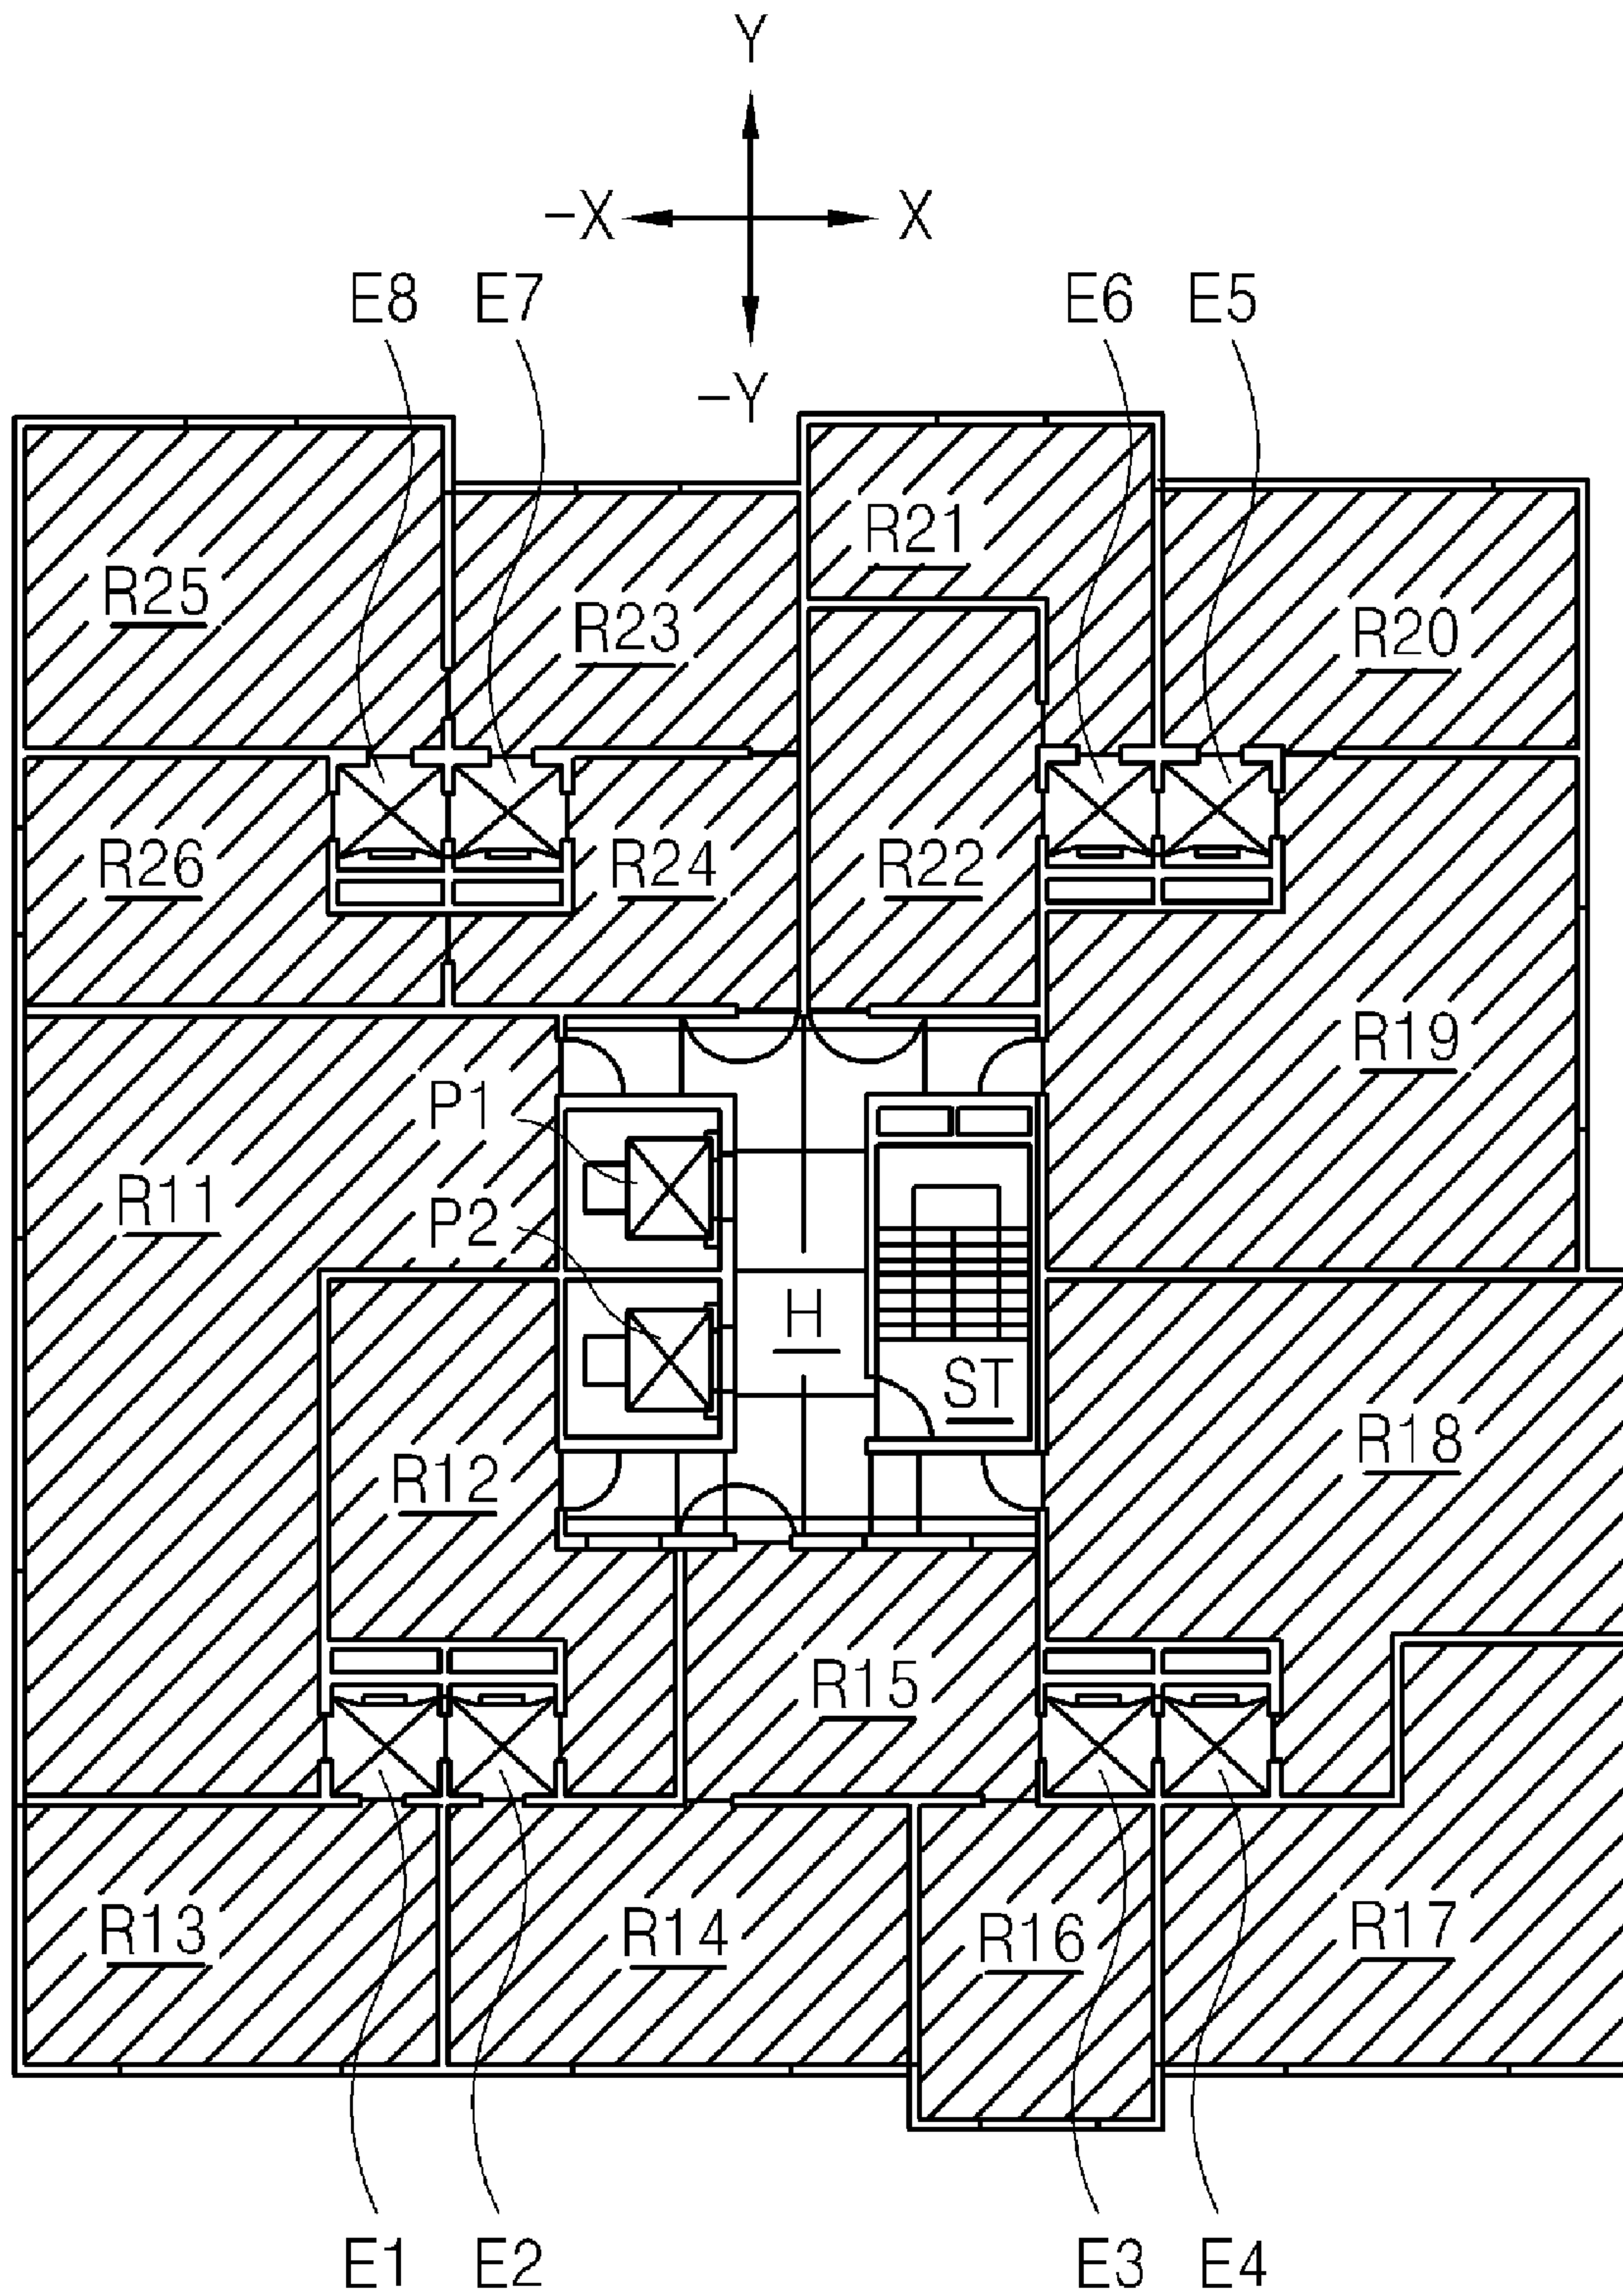 Y
-X X
E8 E7 E6 E5
-Y
R21
R25 R23 R20
R26 R24 R22
R19
P1
R11
P2
H
ST
R18
R12
R15
R17
R13 R14 R16
E1 E2 E3 E4